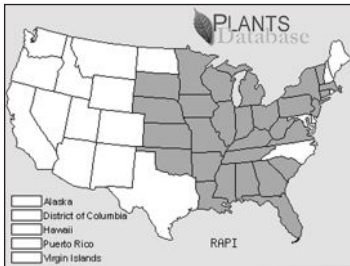 PLANTS
Database
Alaska
District of Columbia
Hawaii
Puerto Rico
Virgin Islands
RAPI